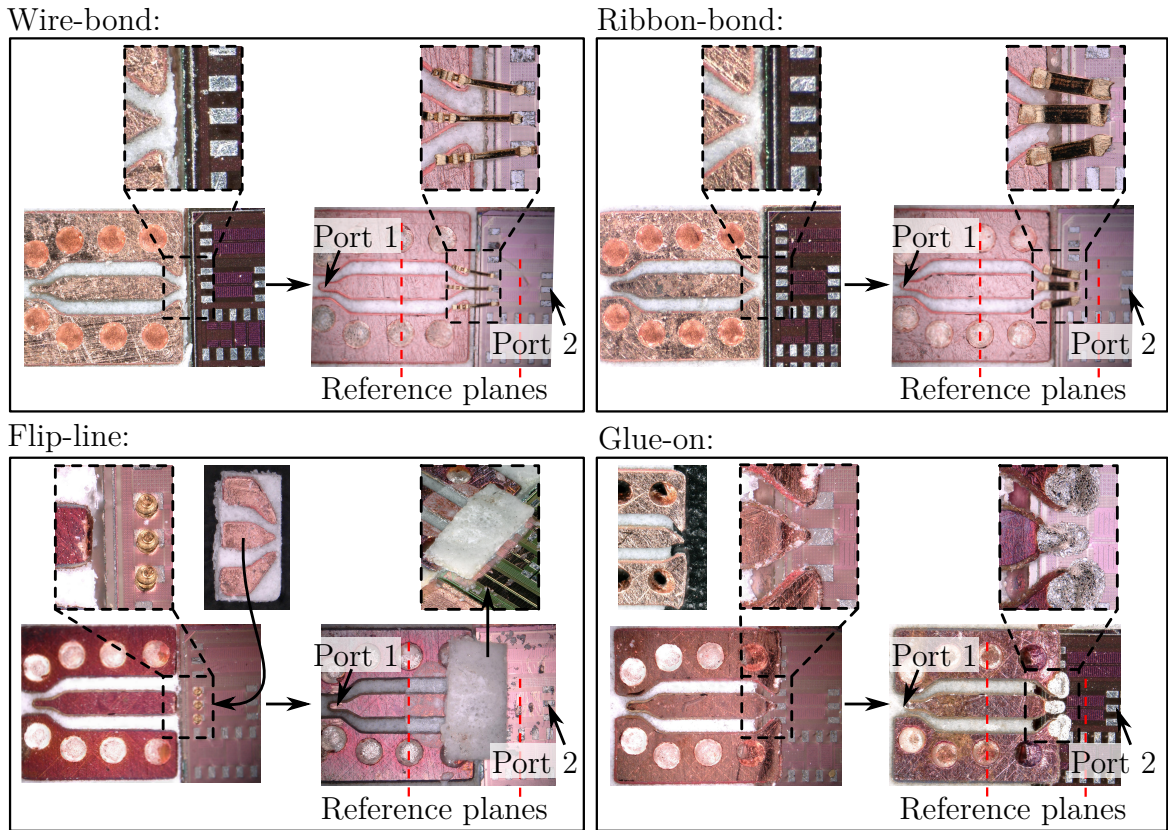 Wire-bond:
Port 1
Port 2
Reference planes
Ribbon-bond:
Port 1
Port 2
Reference planes
Flip-line:
Port 1
Port 2
Reference planes
Glue-on:
Port 1
Port 2
Reference planes